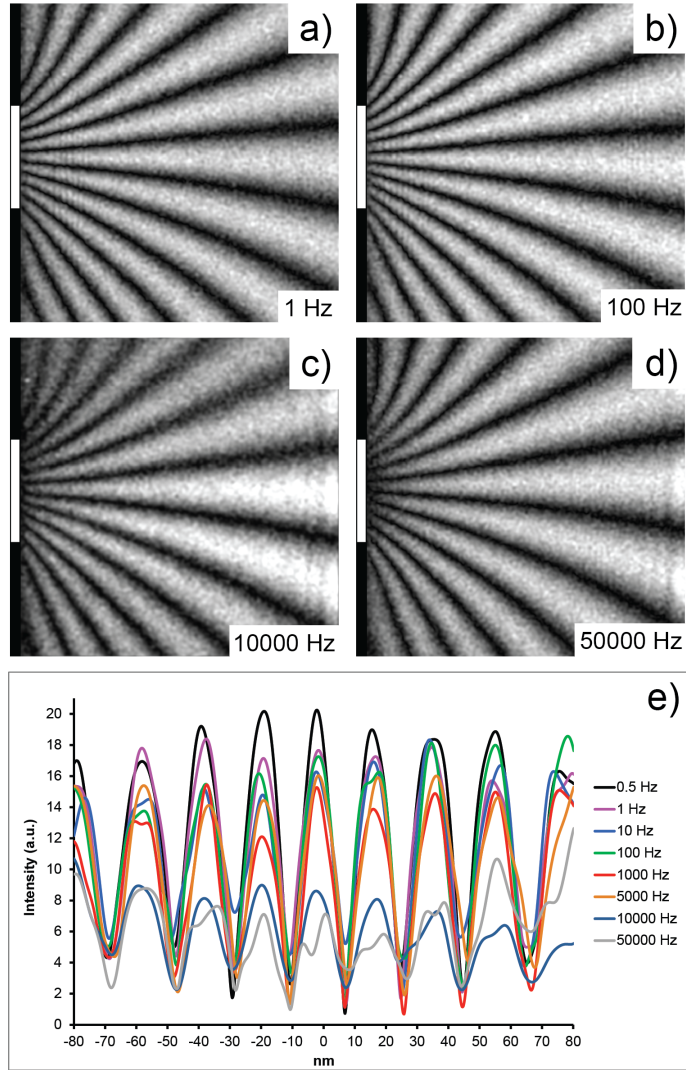 a)
b)
1 Hz
100 Hz
c)
d)
10000 Hz
50000 Hz
e)
20
18
16
14
12
10
8
6
4
2
0
Intensity (a.u.)
-80 -70 -60 -50 -40 -30 -20 -10 0 10 20 30 40 50 60 70 80
nm
0.5 Hz
1 Hz
10 Hz
100 Hz
1000 Hz
5000 Hz
10000 Hz
50000 Hz